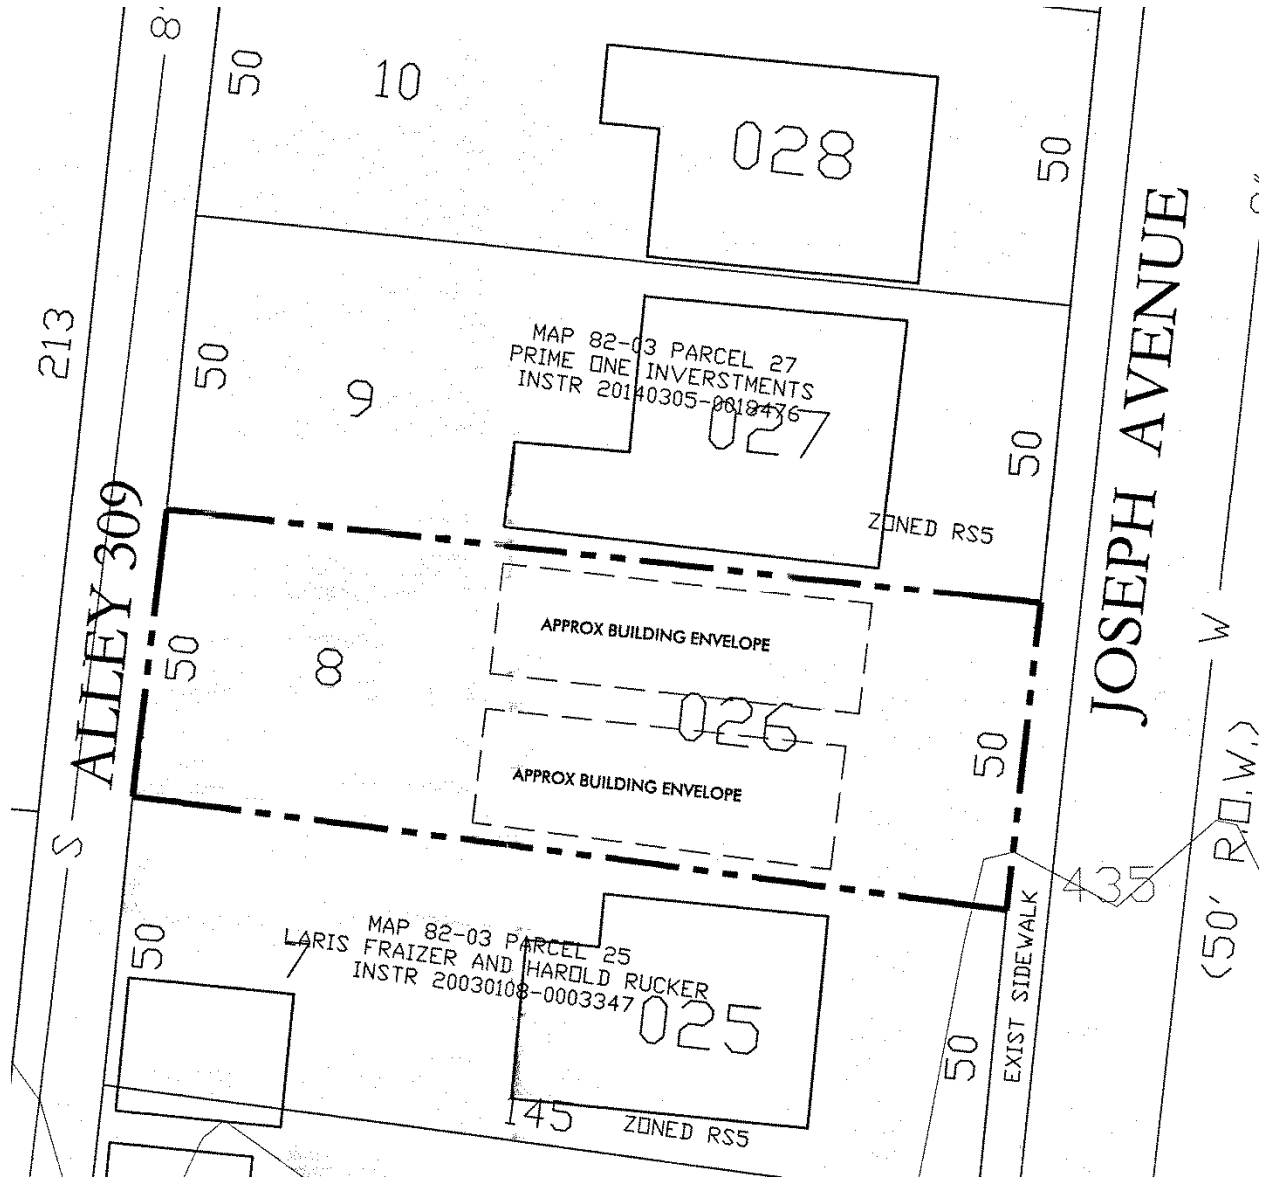 8"
50
10
028
50
JOSEPH AVENUE
213
50
9
MAP 82-03 PARCEL 27
PRIME ONE INVERSTMENTS
INSTR 20140305-0018476
027
50
ZONED RS5
ALLEY 309
50
8
APPROX BUILDING ENVELOPE
026
APPROX BUILDING ENVELOPE
50
W
(50' R.O.W.)
S
435
50
MAP 82-03 PARCEL 25
LARIS FRAIZER AND HAROLD RUCKER
INSTR 20030108-0003347
025
50
EXIST SIDEWALK
145
ZONED RS5